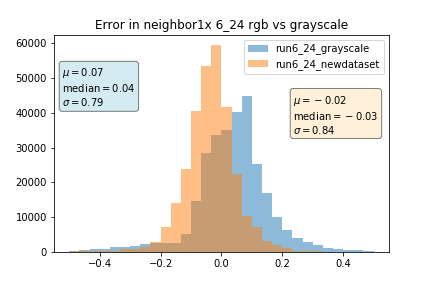 Error in neighbor1x 6_24 rgb vs grayscale
60000
50000
40000
30000
20000
10000
0
−0.4 −0.2 0.0 0.2 0.4
run6_24_grayscale
run6_24_newdataset
μ = 0.07
median = 0.04
σ = 0.79
μ = −0.02
median = −0.03
σ = 0.84